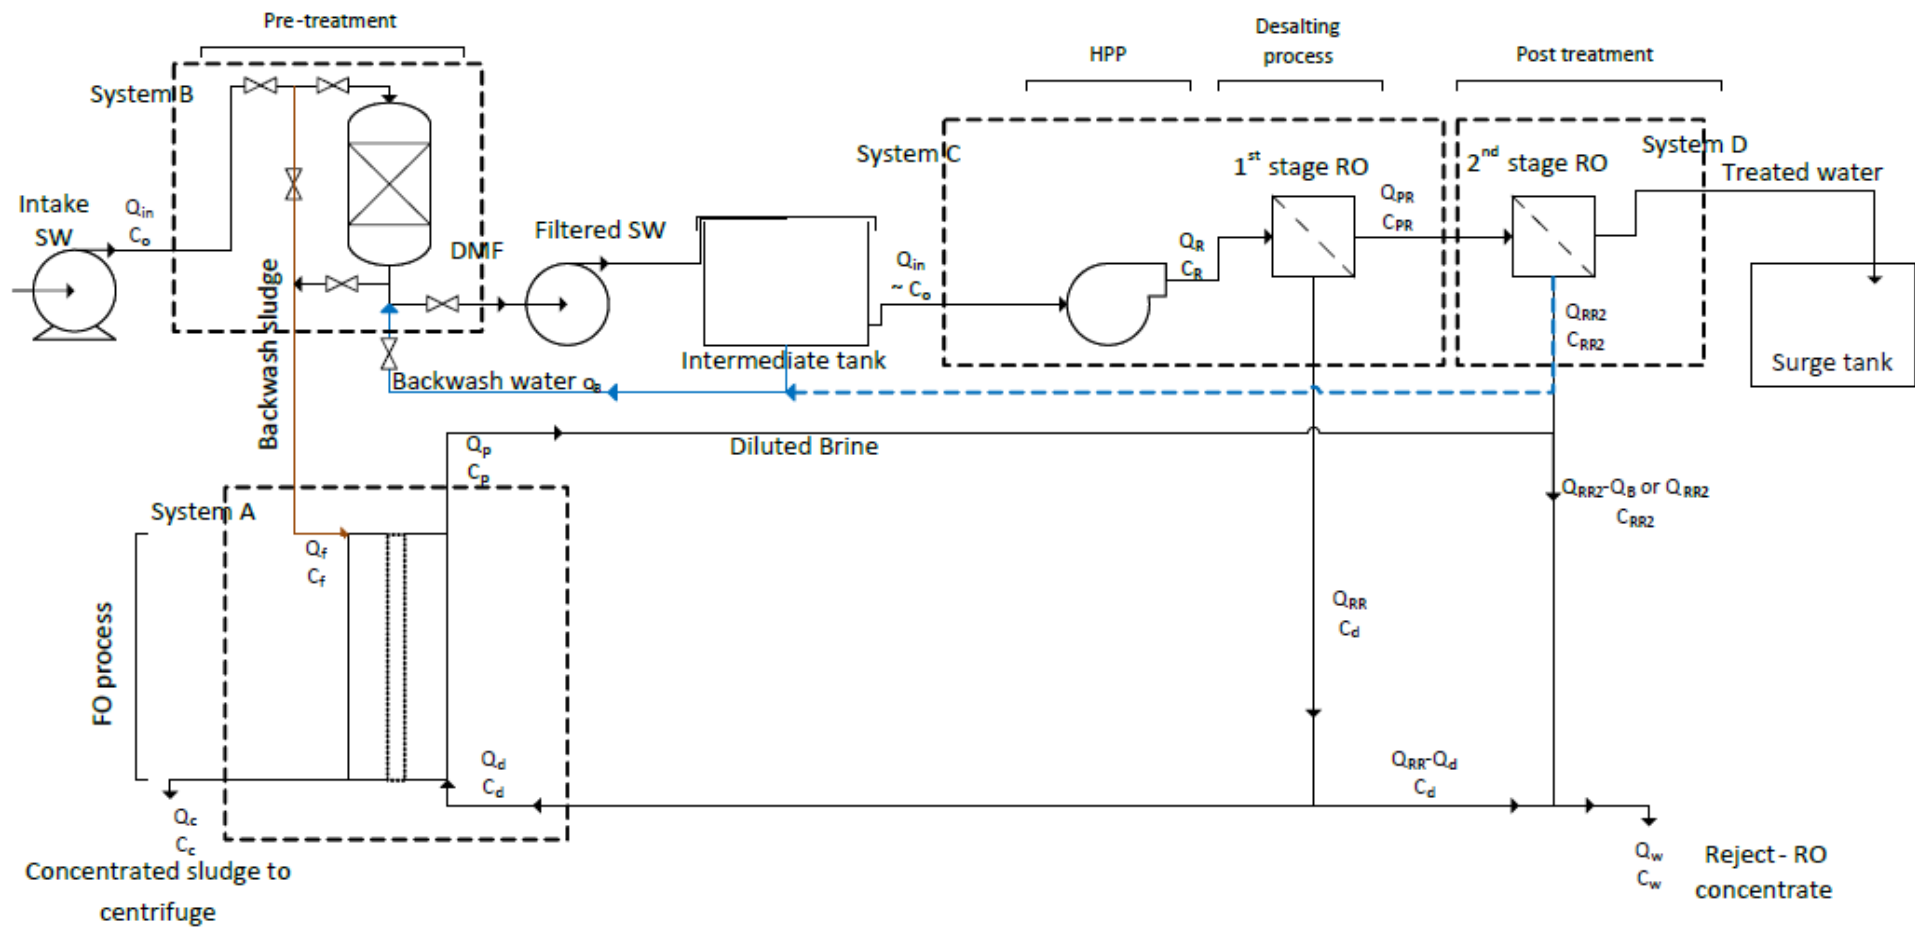 Pre-treatment
Desalting
process
HPP
Post treatment
System B
System C
System D
1st stage RO
2nd stage RO
Treated water
Intake
SW
Qin
Co
DMF
Filtered SW
Qin
~ Co
QR
CR
QPR
CPR
QRR2
CRR2
Surge tank
Intermediate tank
Backwash water QB
Backwash sludge
Diluted Brine
Qp
Cp
System A
QRR2-QB or QRR2
CRR2
Qf
Cf
FO process
QRR
Cd
Qd
Cd
QRR-Qd
Cd
Qc
Cc
Concentrated sludge to
centrifuge
Qw
Cw
Reject - RO
concentrate